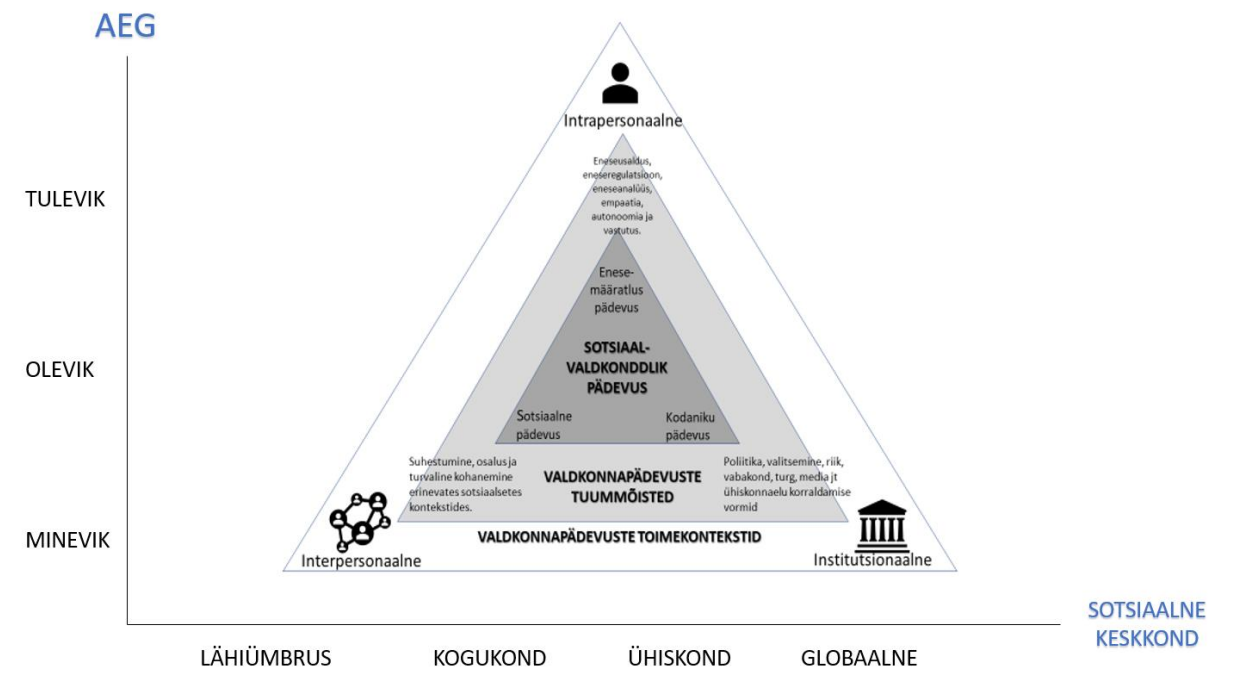 AEG
TULEVIK
OLEVIK
MINEVIK
Intrapersonaalne
Eneseusaldus,
eneseregulatsioon,
eneseanalüüs,
empaatia,
autonoomia ja
vastutus.
Enese-
määratlus
pädevus
SOTSIAAL-
VALDKONDDLIK
PÄDEVUS
Sotsiaalne
pädevus
Kodaniku
pädevus
Suhestumine, osalus ja
turvaline kohanemine
erinevates sotsiaalsetes
kontekstides.
VALDKONNAPÄDEVUSTE
TUUMMÕISTED
Poliitika, valitsemine, riik,
vabakond, turg, media jt
ühiskonnaelu korraldamise
vormid
VALDKONNAPÄDEVUSTE TOIMEKONTEKSTID
Interpersonaalne
Institutsionaalne
SOTSIAALNE
KESKKOND
LÄHIÜMBRUS
KOGUKOND
ÜHISKOND
GLOBAALNE